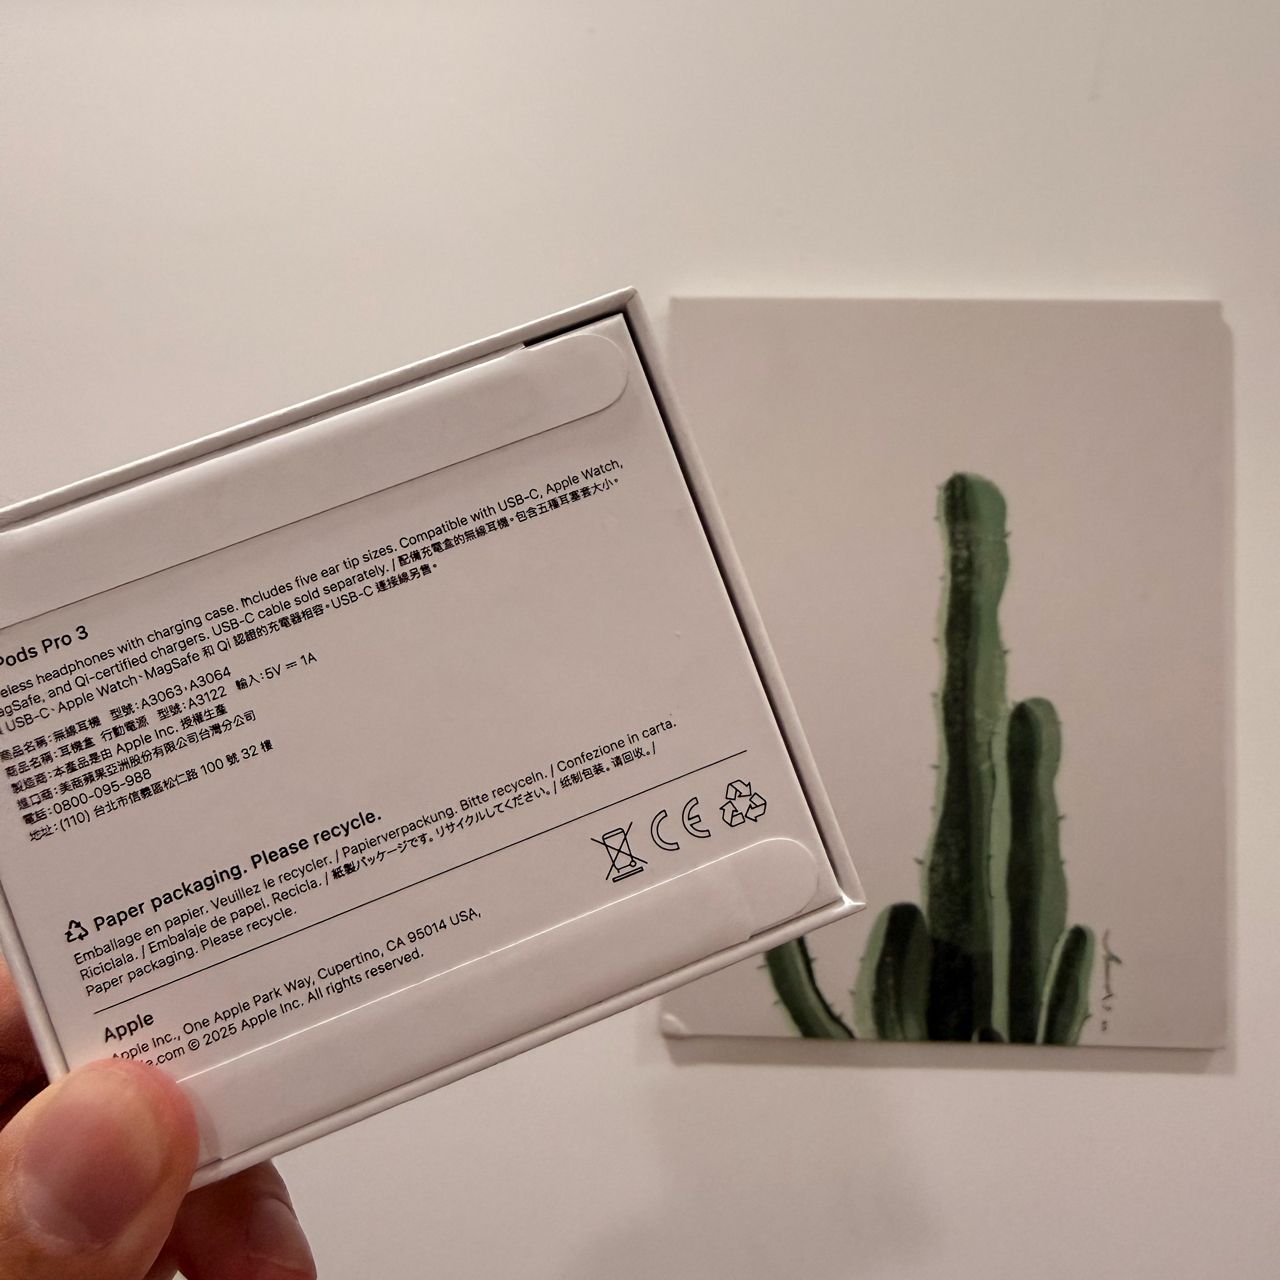 Pods Pro 3
eless headphones with charging case. Includes five ear tip sizes. Compatible with USB-C, Apple Watch,
agSafe, and Qi-certified chargers. USB-C cable sold separately. / 配備充電盒的無線耳機。包含五種耳塞套大小。
USB-C、Apple Watch、MagSafe 和 Qi 認證的充電器相容。USB-C 連接線另售。
商品名稱：無線耳機 型號：A3063、A3064
商品名稱：耳機盒 行動電源 型號：A3122 輸入：5V ⎓ 1A
製造商：本產品是由 Apple Inc. 授權生產
進口商：美商蘋果亞洲股份有限公司台灣分公司
電話：0800-095-988
地址：(110) 台北市信義區松仁路 100 號 32 樓
Paper packaging. Please recycle.
Emballage en papier. Veuillez le recycler. / Papierverpackung. Bitte recyceln. / Confezione in carta.
Riciclala. / Embalaje de papel. Recicla. / 紙製パッケージです。リサイクルしてください。/ 纸制包装。请回收。/
Paper packaging. Please recycle.
CE
Apple
Apple Inc., One Apple Park Way, Cupertino, CA 95014 USA,
.com © 2025 Apple Inc. All rights reserved.